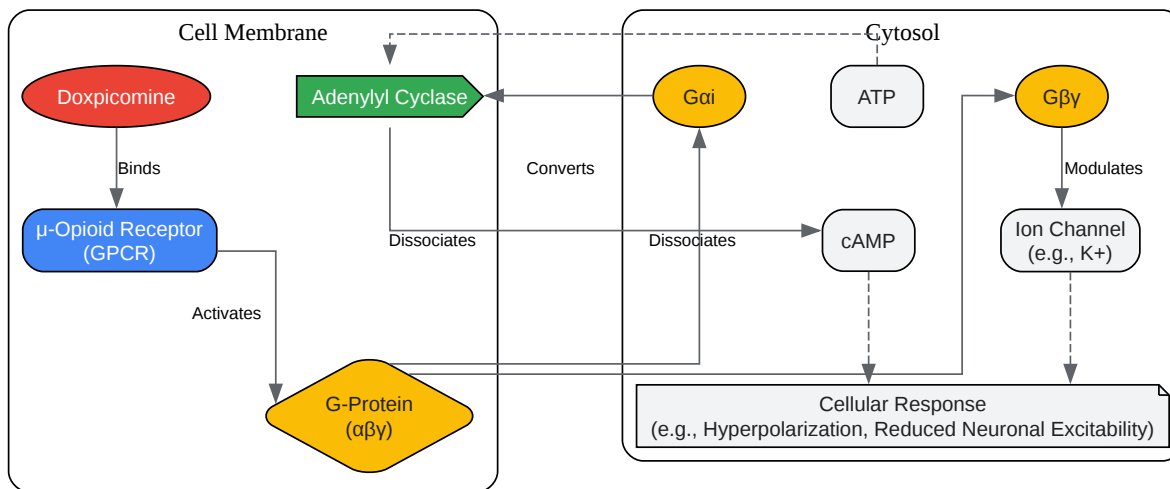 Cell Membrane
Cytosol
Doxpicomine
Adenylyl Cyclase
Gαi
ATP
Gβγ
Binds
Converts
Modulates
μ-Opioid Receptor
(GPCR)
Dissociates
Dissociates
cAMP
Ion Channel
(e.g., K+)
Activates
G-Protein
(αβγ)
Cellular Response
(e.g., Hyperpolarization, Reduced Neuronal Excitability)